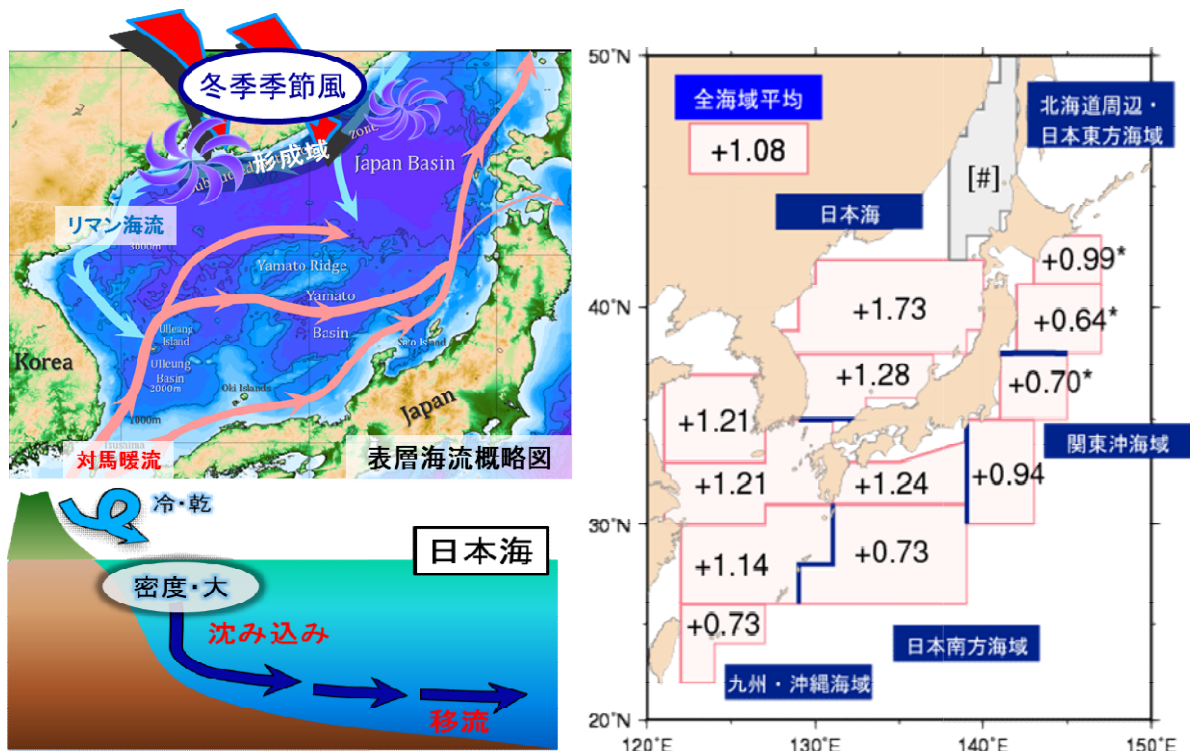 冬季季節風
zone
形成域
Japan Basin
リマン海流
3000m
Yamato Ridge
Yamato
Basin
Ulleung
Island
Ulleung
Basin
2000m
Sado Island
Oki Islands
Korea
Japan
1000m
対馬暖流
表層海流概略図
冷・乾
日本海
密度・大
沈み込み
移流
50°N
40°N
30°N
20°N
120°E
130°E
140°E
150°E
全海域平均
+1.08
北海道周辺・
日本東方海域
[#]
日本海
+0.99*
+1.73
+0.64*
+1.28
+0.70*
+1.21
関東沖海域
+1.21
+1.24
+0.94
+1.14
+0.73
+0.73
日本南方海域
九州・沖縄海域